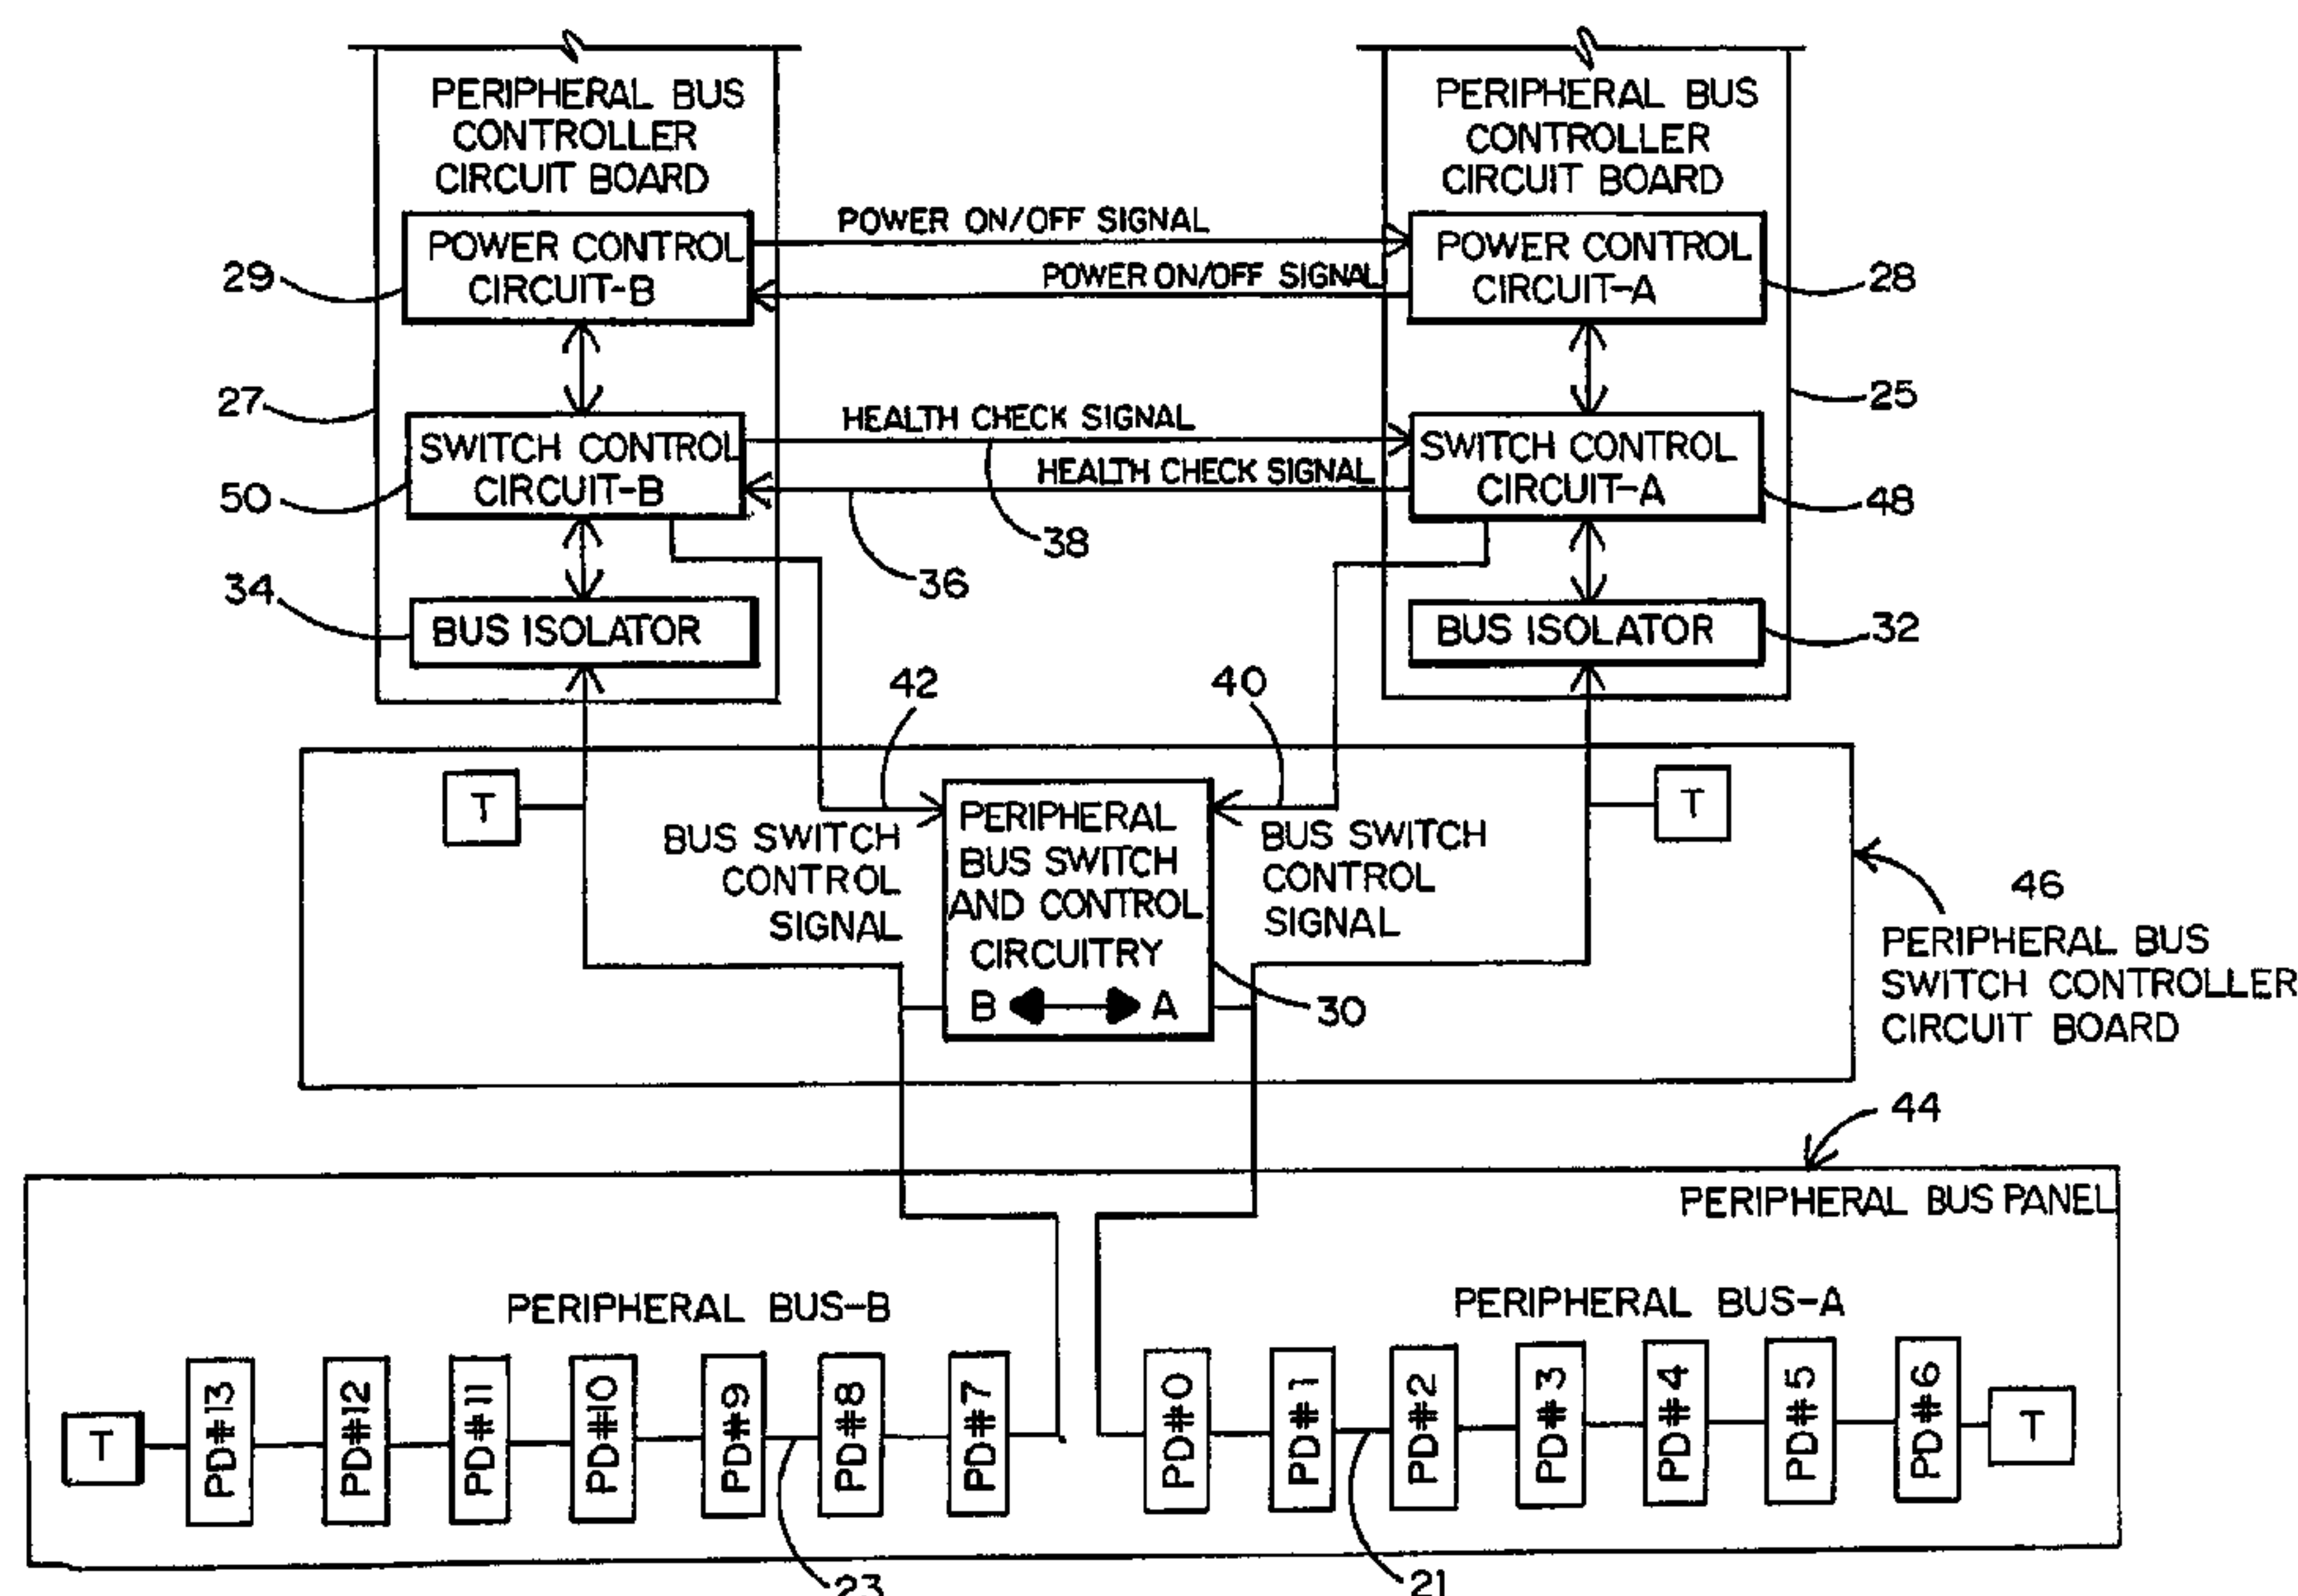 PERIPHERAL BUS
CONTROLLER
CIRCUIT BOARD
PERIPHERAL BUS
CONTROLLER
CIRCUIT BOARD
POWER CONTROL
CIRCUIT-B
POWER ON/OFF SIGNAL
POWER ON/OFF SIGNAL
POWER CONTROL
CIRCUIT-A
29
28
27
25
SWITCH CONTROL
CIRCUIT-B
HEALTH CHECK SIGNAL
HEALTH CHECK SIGNAL
SWITCH CONTROL
CIRCUIT-A
50
48
38
36
34
BUS ISOLATOR
BUS ISOLATOR
32
42
40
T
T
BUS SWITCH
CONTROL
SIGNAL
PERIPHERAL
BUS SWITCH
AND CONTROL
CIRCUITRY
B A
BUS SWITCH
CONTROL
SIGNAL
30
46
PERIPHERAL BUS
SWITCH CONTROLLER
CIRCUIT BOARD
44
PERIPHERAL BUS PANEL
PERIPHERAL BUS-B
PERIPHERAL BUS-A
T
PD#13
PD#12
PD#11
PD#10
PD#9
PD#8
PD#7
PD#0
PD#1
PD#2
PD#3
PD#4
PD#5
PD#6
T
23
21